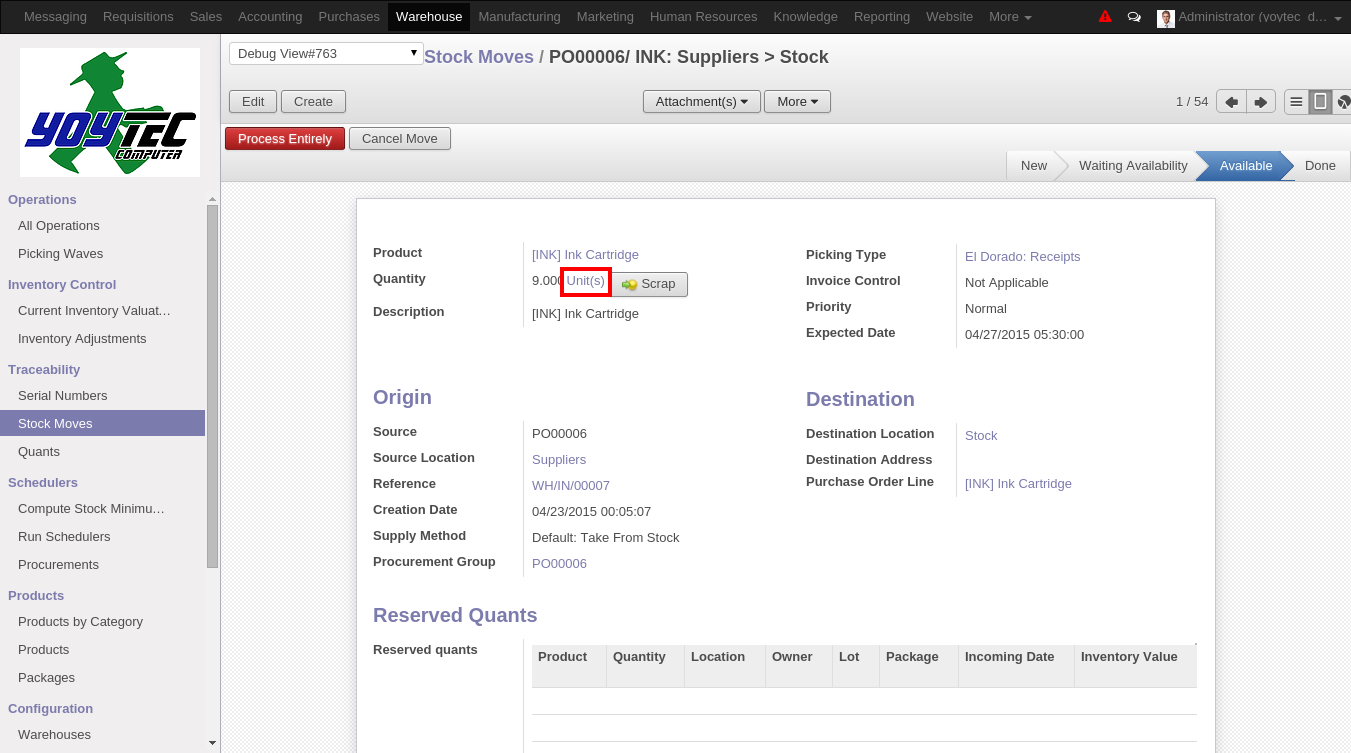 Messaging Requisitions Sales Accounting Purchases Warehouse Manufacturing Marketing Human Resources Knowledge Reporting Website More Administrator (yoytec_d…
Debug View#763 Stock Moves / PO00006/ INK: Suppliers > Stock
Edit Create Attachment(s) More 1 / 54
Process Entirely Cancel Move
New Waiting Availability Available Done
YOYTEC
COMPUTER
Operations
All Operations
Picking Waves
Inventory Control
Current Inventory Valuat…
Inventory Adjustments
Traceability
Serial Numbers
Stock Moves
Quants
Schedulers
Compute Stock Minimu…
Run Schedulers
Procurements
Products
Products by Category
Products
Packages
Configuration
Warehouses
Product [INK] Ink Cartridge
Quantity 9.000 Unit(s) Scrap
Description [INK] Ink Cartridge
Picking Type El Dorado: Receipts
Invoice Control Not Applicable
Priority Normal
Expected Date 04/27/2015 05:30:00
Origin
Source PO00006
Source Location Suppliers
Reference WH/IN/00007
Creation Date 04/23/2015 00:05:07
Supply Method Default: Take From Stock
Procurement Group PO00006
Destination
Destination Location Stock
Destination Address
Purchase Order Line [INK] Ink Cartridge
Reserved Quants
Reserved quants
Product Quantity Location Owner Lot Package Incoming Date Inventory Value